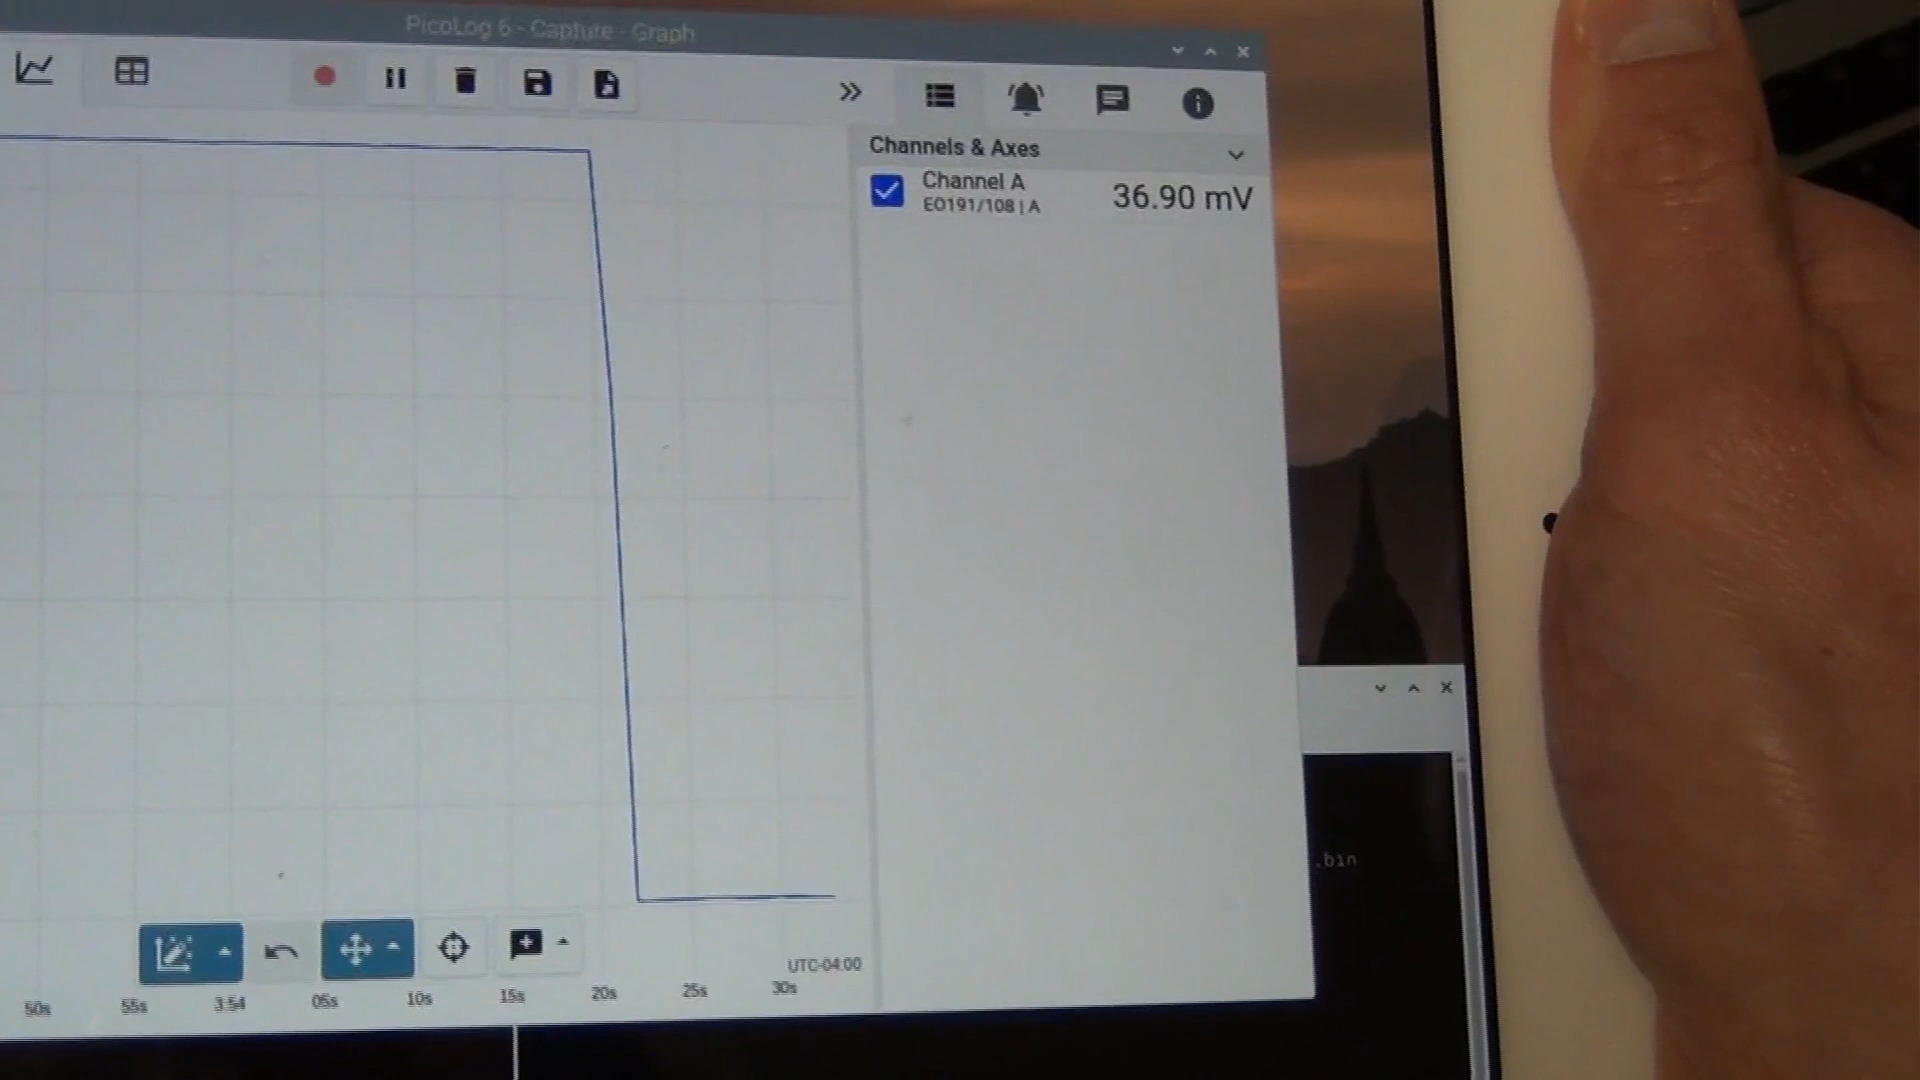 PicoLog 6 - Capture - Graph
Channels & Axes
Channel A
36.90 mV
EO191/108 | A
UTC-04:00
50s 55s 3:54 05s 10s 15s 20s 25s 30s
.bin